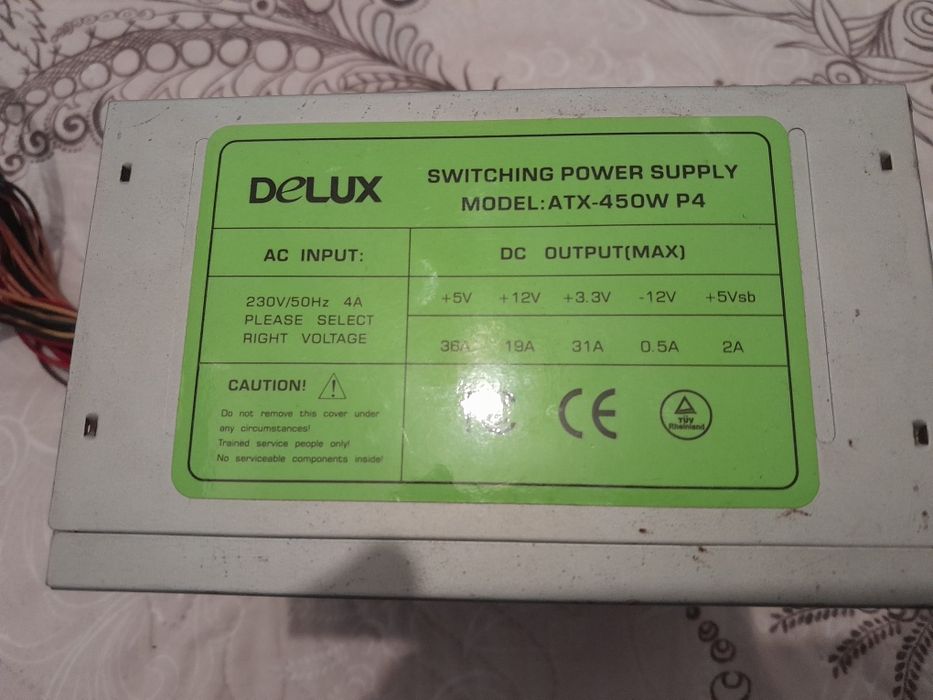 DeLUX
SWITCHING POWER SUPPLY
MODEL:ATX-450W P4
AC INPUT:
DC OUTPUT(MAX)
230V/50Hz 4A
PLEASE SELECT
RIGHT VOLTAGE
+5V +12V +3.3V -12V +5Vsb
36A 19A 31A 0.5A 2A
CAUTION!
Do not remove this cover under
any circumstances!
Trained service people only!
No serviceable components inside!
CE
TÜV
Rheinland